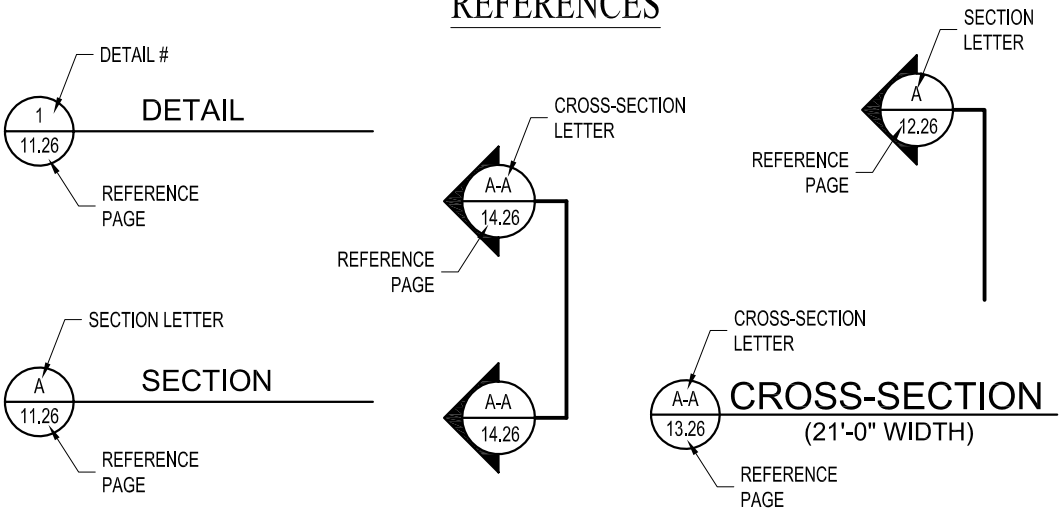 REFERENCES
DETAIL #
1
11.26
DETAIL
REFERENCE
PAGE
SECTION LETTER
A
11.26
SECTION
REFERENCE
PAGE
CROSS-SECTION
LETTER
A-A
14.26
REFERENCE
PAGE
A-A
14.26
SECTION
LETTER
A
12.26
REFERENCE
PAGE
CROSS-SECTION
LETTER
A-A
13.26
CROSS-SECTION
(21'-0" WIDTH)
REFERENCE
PAGE